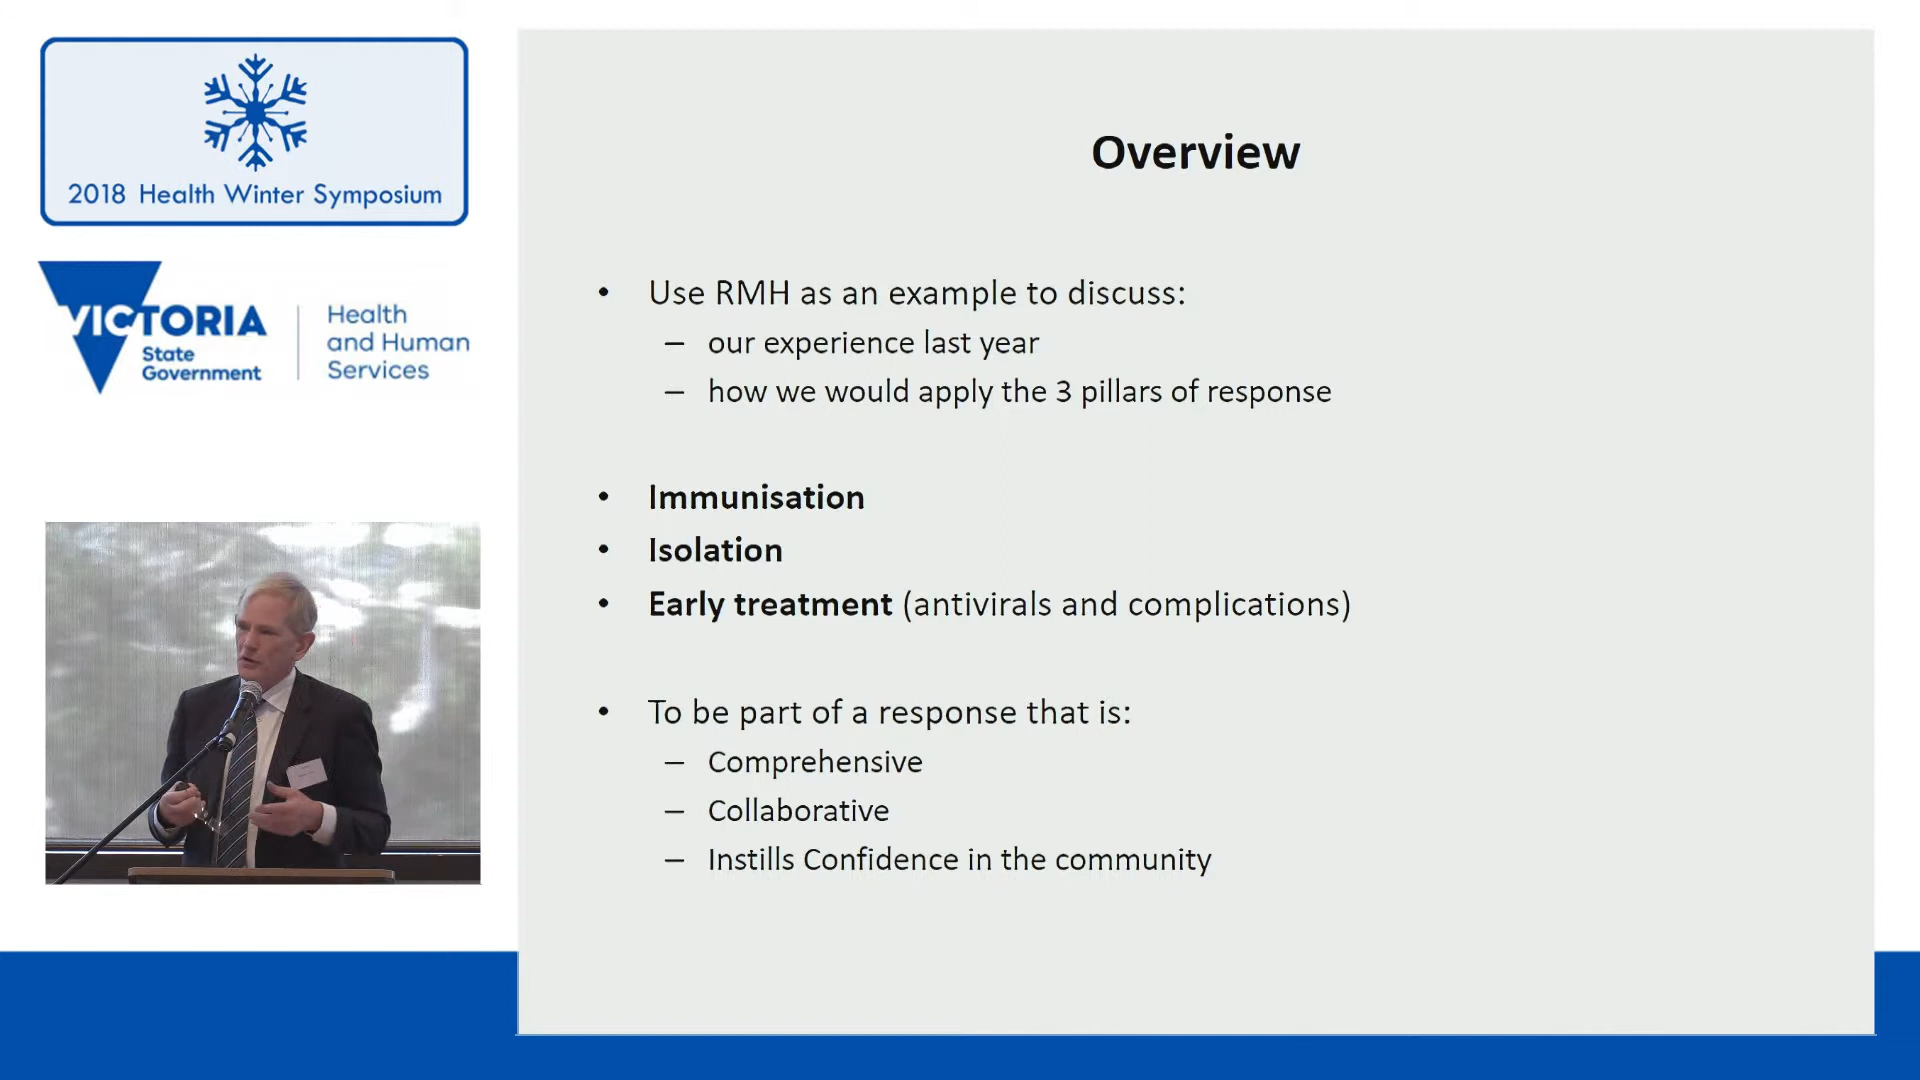 2018 Health Winter Symposium
VICTORIA
State
Government
Health
and Human
Services
Overview
• Use RMH as an example to discuss:
– our experience last year
– how we would apply the 3 pillars of response
• Immunisation
• Isolation
• Early treatment (antivirals and complications)
• To be part of a response that is:
– Comprehensive
– Collaborative
– Instills Confidence in the community